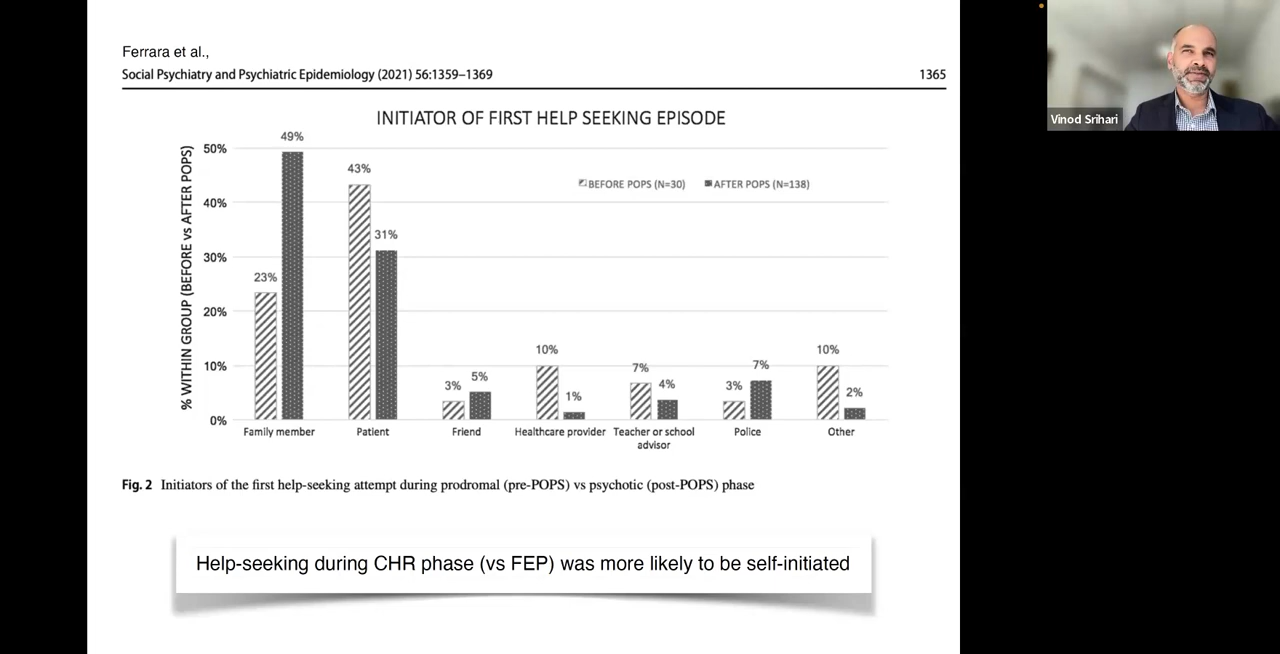 Ferrara et al.,
Social Psychiatry and Psychiatric Epidemiology (2021) 56:1359–1369
1365
INITIATOR OF FIRST HELP SEEKING EPISODE
% WITHIN GROUP (BEFORE vs AFTER POPS)
50%
40%
30%
20%
10%
0%
BEFORE POPS (N=30)
AFTER POPS (N=138)
23%
49%
43%
31%
3%
5%
10%
1%
7%
4%
3%
7%
10%
2%
Family member
Patient
Friend
Healthcare provider
Teacher or school
advisor
Police
Other
Fig. 2 Initiators of the first help-seeking attempt during prodromal (pre-POPS) vs psychotic (post-POPS) phase
Help-seeking during CHR phase (vs FEP) was more likely to be self-initiated
Vinod Srihari